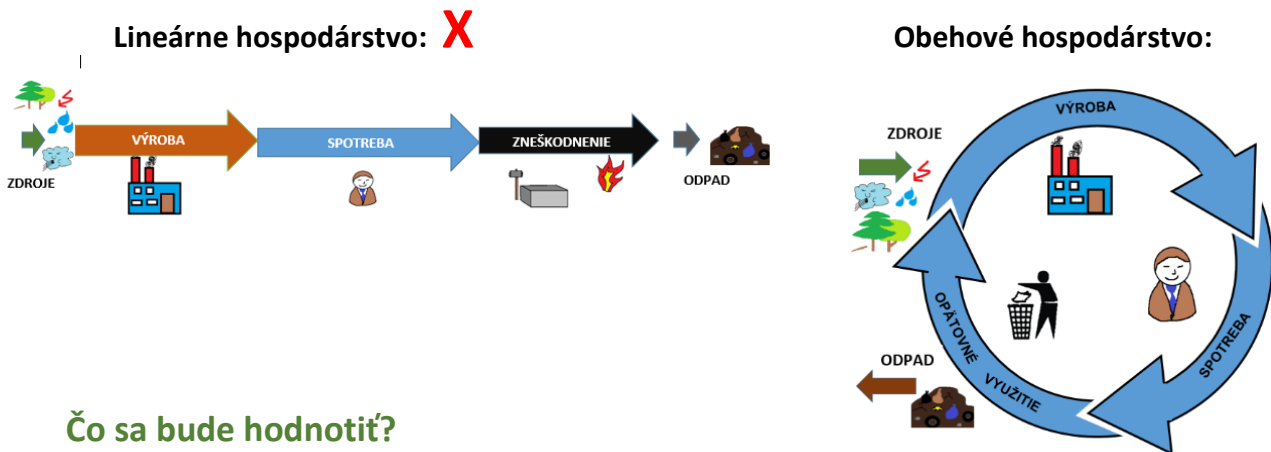 Lineárne hospodárstvo: X
ZDROJE
VÝROBA
SPOTREBA
ZNEŠKODNENIE
ODPAD
Obehové hospodárstvo:
ZDROJE
VÝROBA
SPOTREBA
OPÄTOVNÉ VYUŽITIE
ODPAD
Čo sa bude hodnotiť?